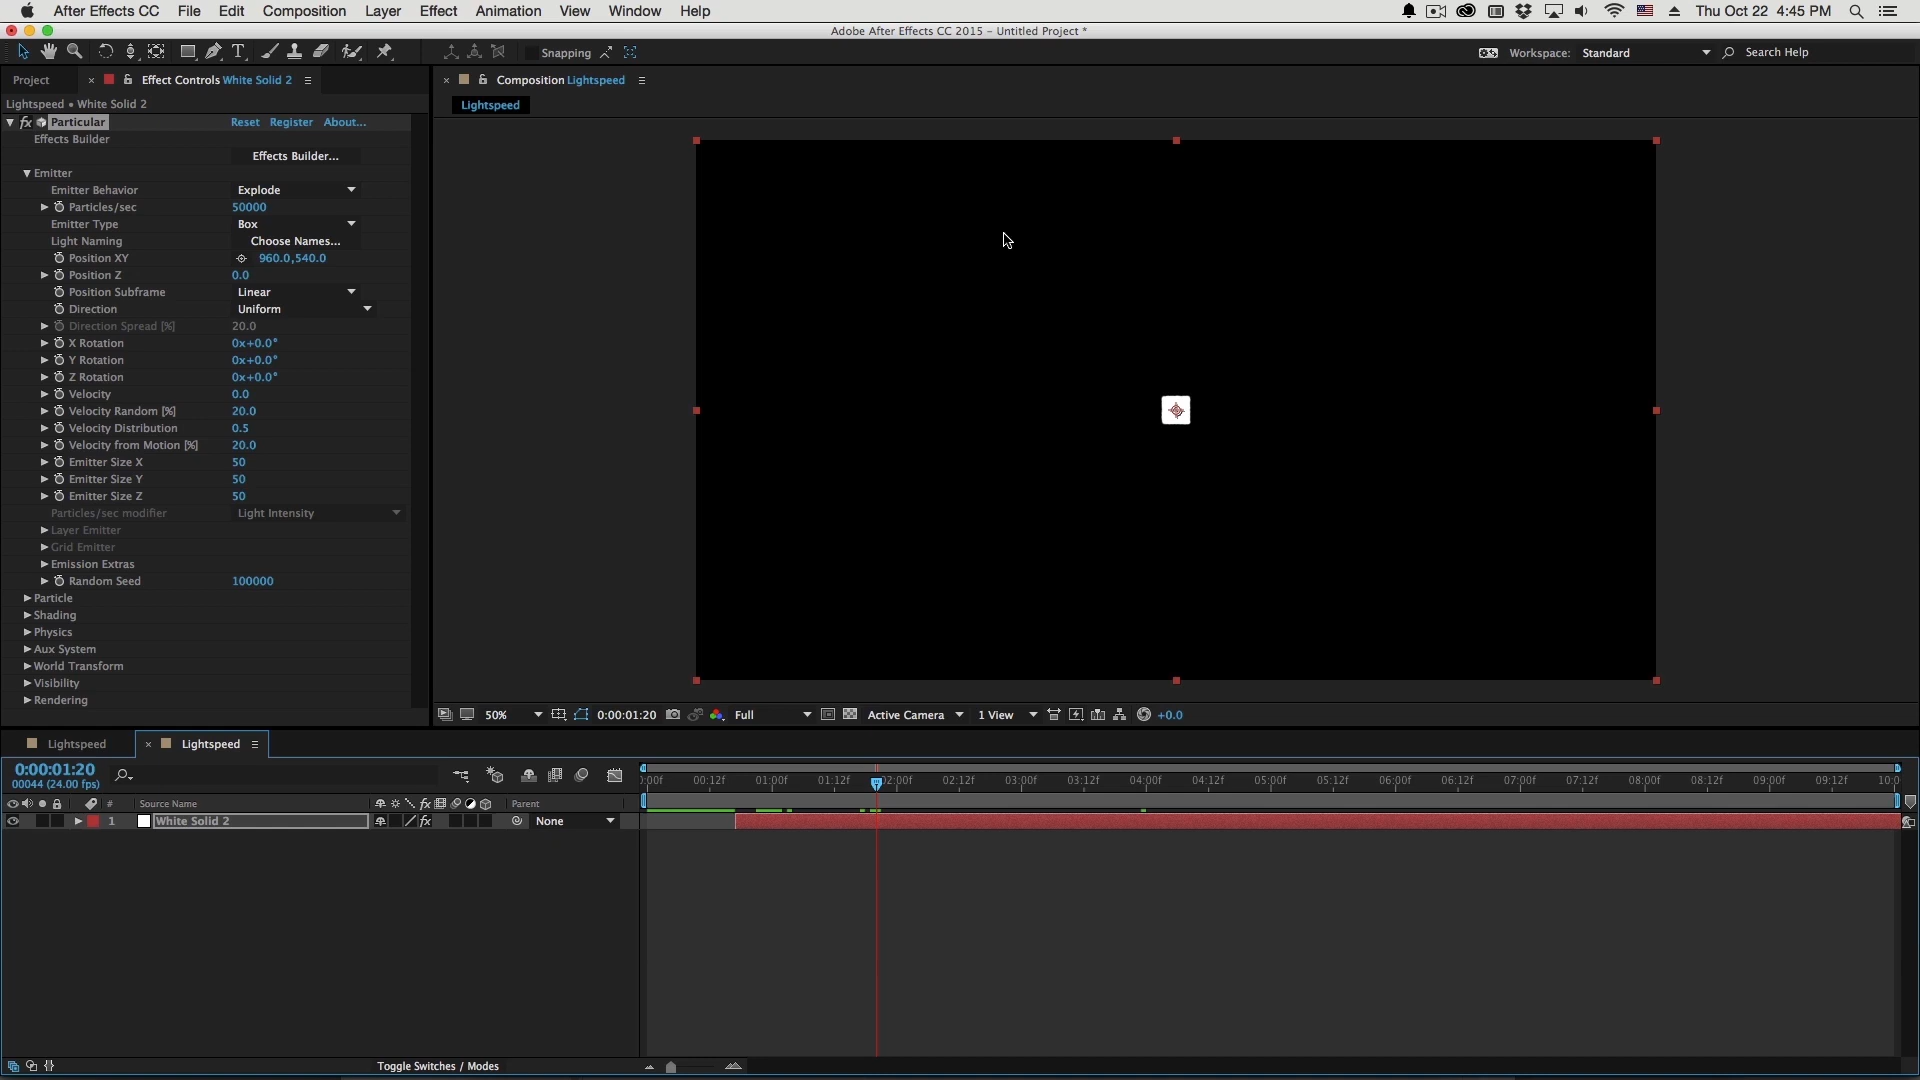 After Effects CC File Edit Composition Layer Effect Animation View Window Help Thu Oct 22 4:45 PM
Adobe After Effects CC 2015 – Untitled Project *
Snapping Workspace: Standard Search Help
Project × Effect Controls White Solid 2 × Composition Lightspeed
Lightspeed • White Solid 2
Lightspeed
fx Particular Reset Register About...
Effects Builder
Effects Builder...
Emitter
Emitter Behavior Explode
Particles/sec 50000
Emitter Type Box
Light Naming Choose Names...
Position XY 960.0,540.0
Position Z 0.0
Position Subframe Linear
Direction Uniform
Direction Spread [%] 20.0
X Rotation 0x+0.0°
Y Rotation 0x+0.0°
Z Rotation 0x+0.0°
Velocity 0.0
Velocity Random [%] 20.0
Velocity Distribution 0.5
Velocity from Motion [%] 20.0
Emitter Size X 50
Emitter Size Y 50
Emitter Size Z 50
Particles/sec modifier Light Intensity
Layer Emitter
Grid Emitter
Emission Extras
Random Seed 100000
Particle
Shading
Physics
Aux System
World Transform
Visibility
Rendering
50% 0:00:01:20 Full Active Camera 1 View +0.0
Lightspeed × Lightspeed
0:00:01:20
00044 (24.00 fps)
:00f 00:12f 01:00f 01:12f 02:00f 02:12f 03:00f 03:12f 04:00f 04:12f 05:00f 05:12f 06:00f 06:12f 07:00f 07:12f 08:00f 08:12f 09:00f 09:12f 10:0
# Source Name fx Parent
1 White Solid 2 fx None
Toggle Switches / Modes